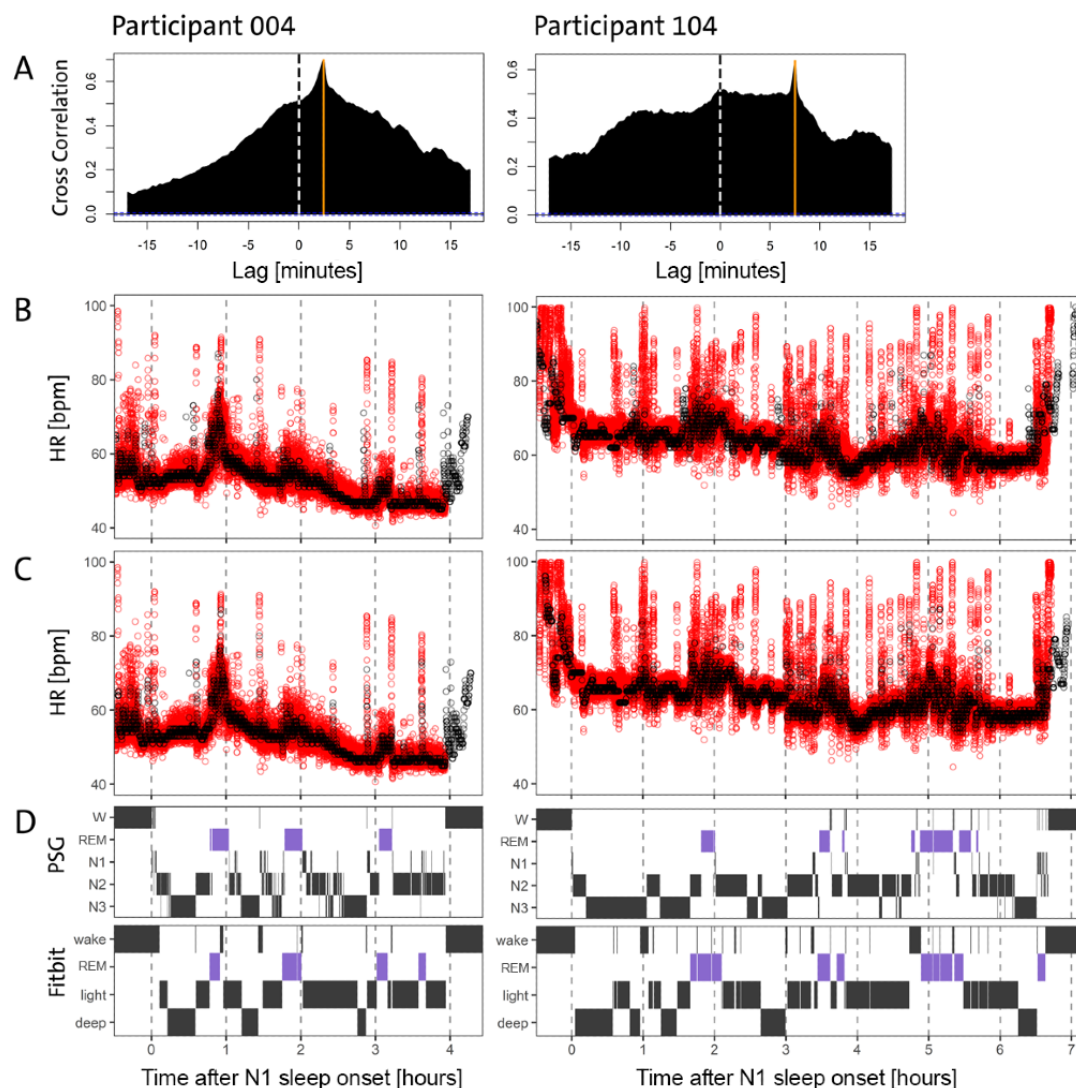 Participant 004 Participant 104
A
Cross Correlation
0.0 0.2 0.4 0.6
0.0 0.2 0.4 0.6
-15 -10 -5 0 5 10 15
-15 -10 -5 0 5 10 15
Lag [minutes] Lag [minutes]
B
HR [bpm]
100
80
60
40
100
80
60
40
C
HR [bpm]
100
80
60
40
100
80
60
40
D
PSG
W
REM
N1
N2
N3
W
REM
N1
N2
N3
Fitbit
wake
REM
light
deep
wake
REM
light
deep
0 1 2 3 4
0 1 2 3 4 5 6 7
Time after N1 sleep onset [hours] Time after N1 sleep onset [hours]